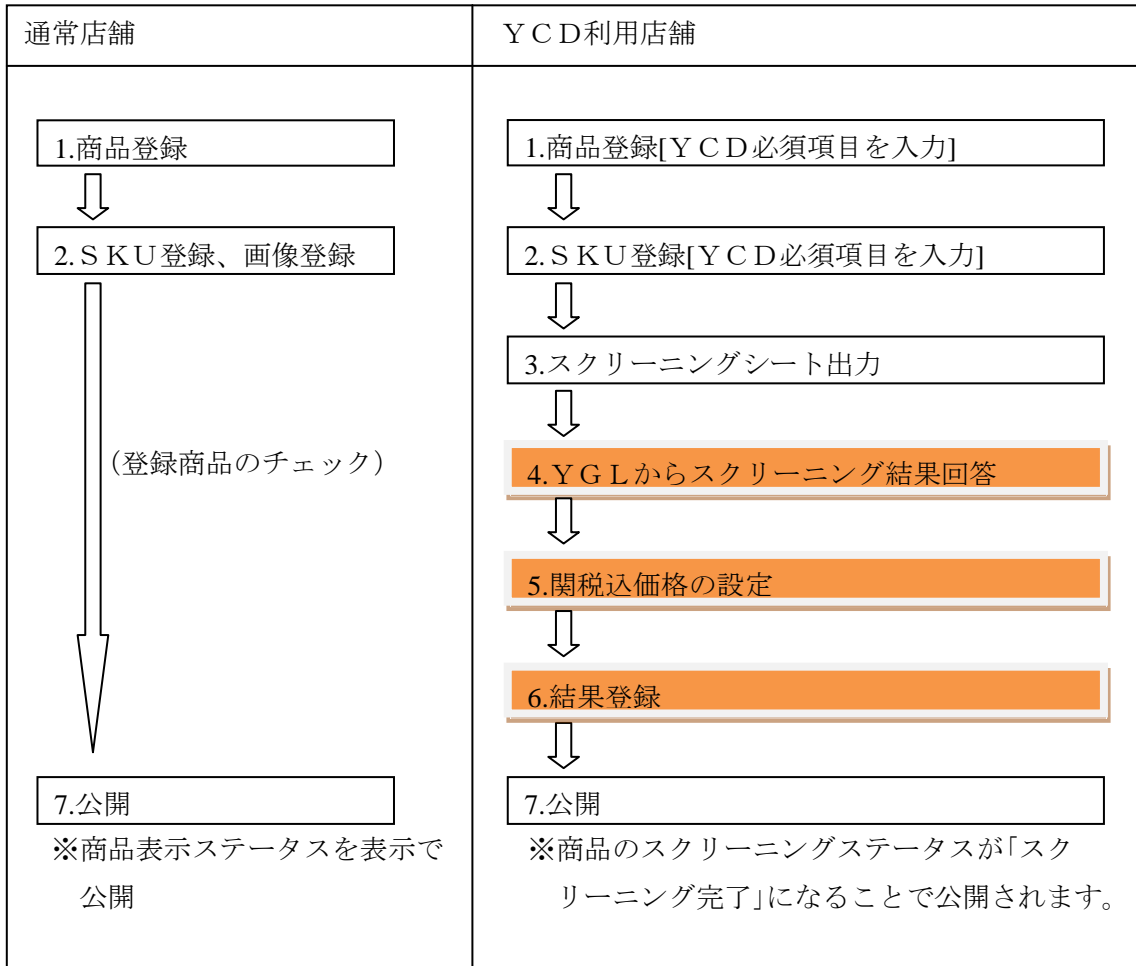 通常店舗
ＹＣＤ利用店舗
1.商品登録
2.ＳＫＵ登録、画像登録
（登録商品のチェック）
7.公開
※商品表示ステータスを表示で
公開
1.商品登録[ＹＣＤ必須項目を入力]
2.ＳＫＵ登録[ＹＣＤ必須項目を入力]
3.スクリーニングシート出力
4.ＹＧＬからスクリーニング結果回答
5.関税込価格の設定
6.結果登録
7.公開
※商品のスクリーニングステータスが「スク
リーニング完了」になることで公開されます。